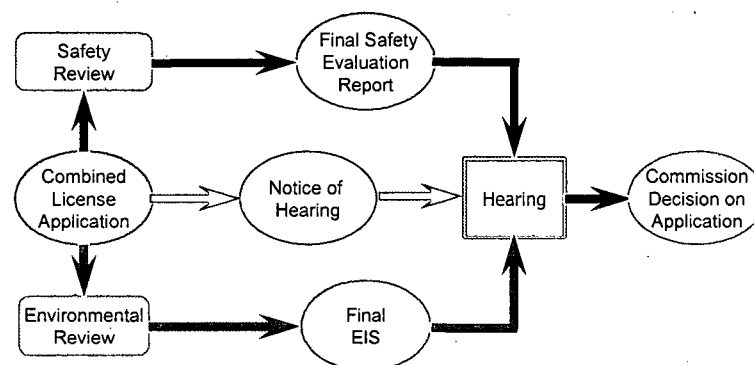 Safety
Review
Final Safety
Evaluation
Report
Combined
License
Application
Notice of
Hearing
Hearing
Commission
Decision on
Application
Environmental
Review
Final
EIS